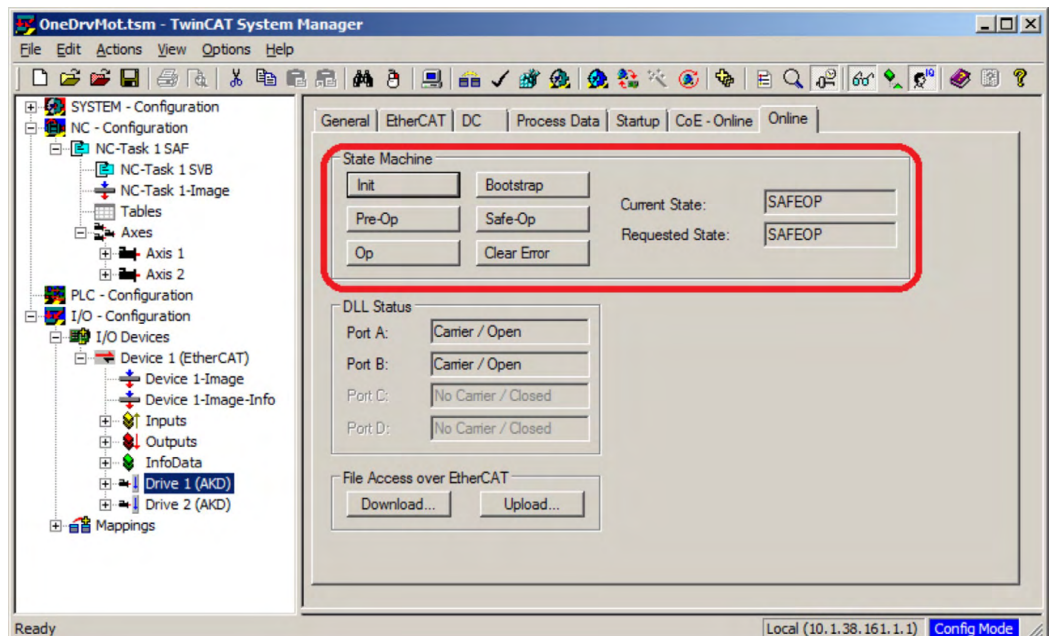 OneDrvMot.tsm - TwinCAT System Manager
File Edit Actions View Options Help
SYSTEM - Configuration
NC - Configuration
NC-Task 1 SAF
NC-Task 1 SVB
NC-Task 1-Image
Tables
Axes
Axis 1
Axis 2
PLC - Configuration
I/O - Configuration
I/O Devices
Device 1 (EtherCAT)
Device 1-Image
Device 1-Image-Info
Inputs
Outputs
InfoData
Drive 1 (AKD)
Drive 2 (AKD)
Mappings
General EtherCAT DC Process Data Startup CoE - Online Online
State Machine
Init Bootstrap
Pre-Op Safe-Op
Op Clear Error
Current State: SAFEOP
Requested State: SAFEOP
DLL Status
Port A: Carrier / Open
Port B: Carrier / Open
Port C: No Carrier / Closed
Port D: No Carrier / Closed
File Access over EtherCAT
Download... Upload...
Ready Local (10.1.38.161.1.1) Config Mode